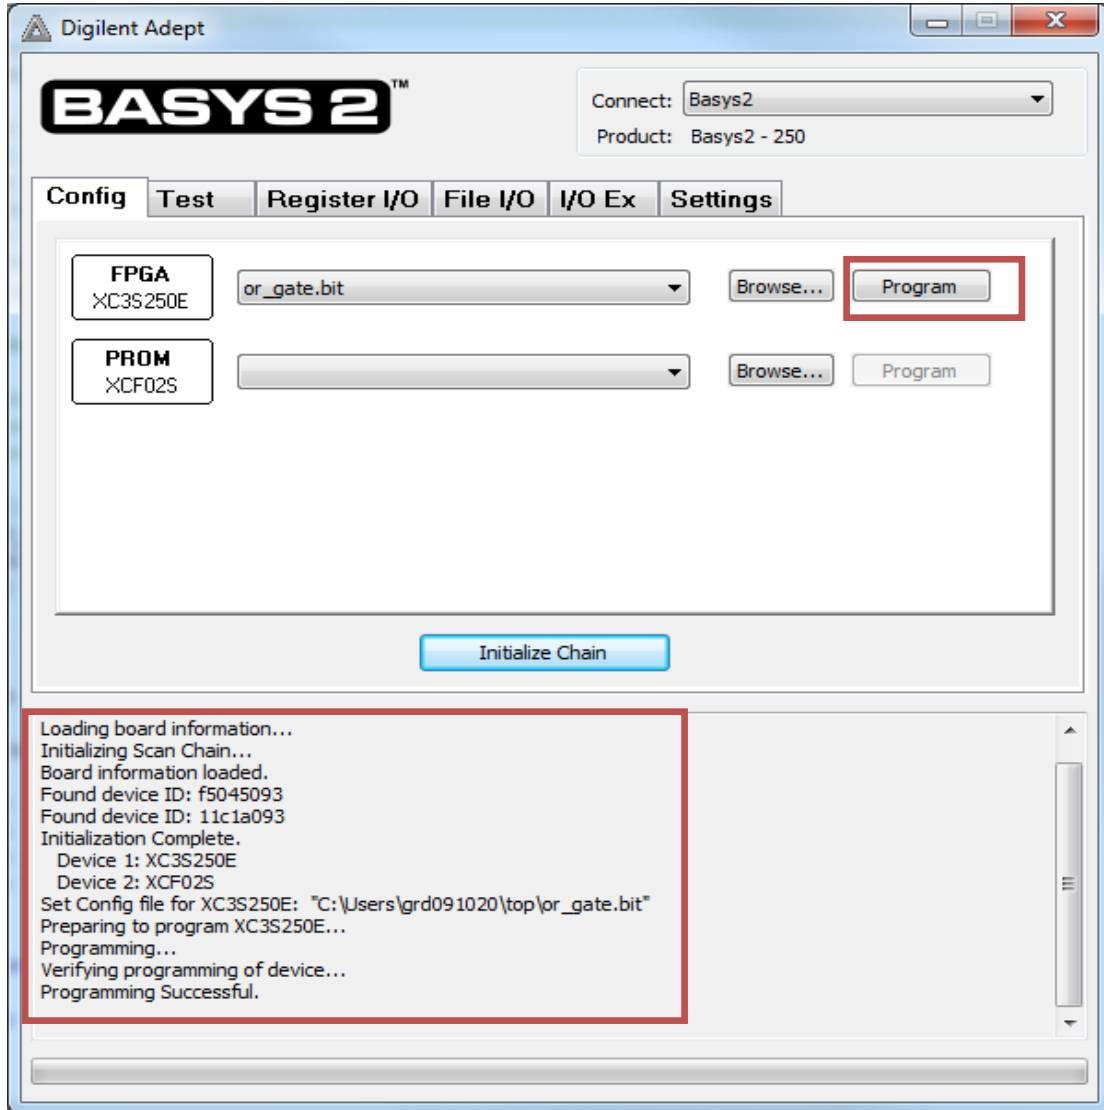 Digilent Adept
BASYS 2™
Connect: Basys2
Product: Basys2 - 250
Config Test Register I/O File I/O I/O Ex Settings
FPGA
XC3S250E
or_gate.bit Browse... Program
PROM
XCF02S
Browse... Program
Initialize Chain
Loading board information...
Initializing Scan Chain...
Board information loaded.
Found device ID: f5045093
Found device ID: 11c1a093
Initialization Complete.
Device 1: XC3S250E
Device 2: XCF02S
Set Config file for XC3S250E: "C:\Users\grd091020\top\or_gate.bit"
Preparing to program XC3S250E...
Programming...
Verifying programming of device...
Programming Successful.